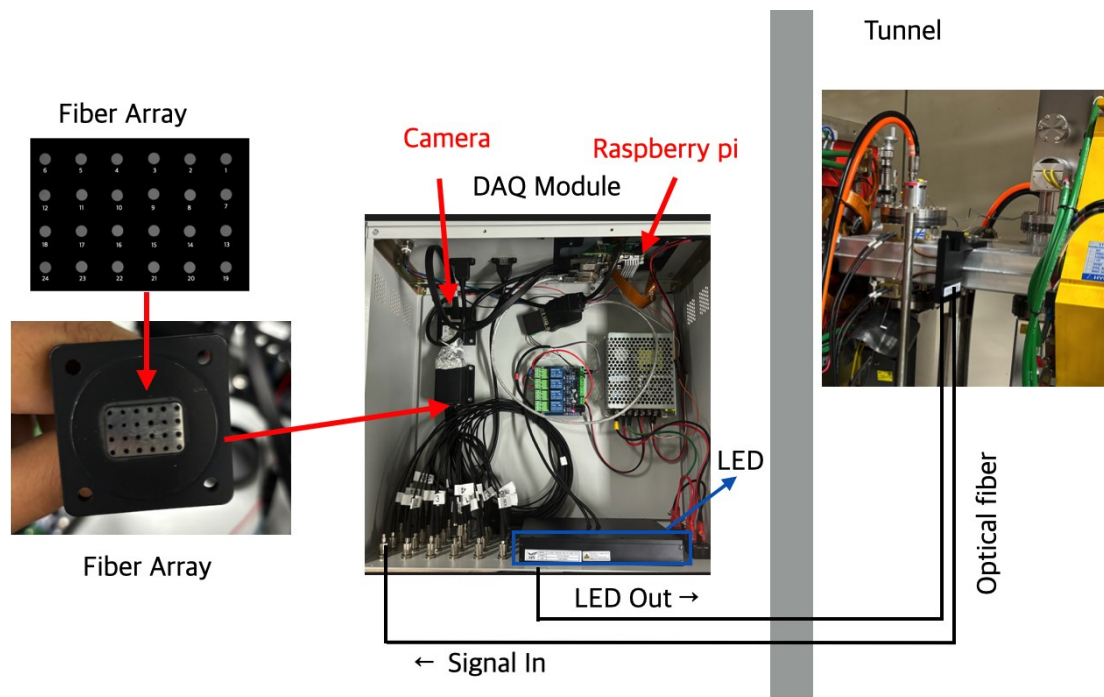 Tunnel
Fiber Array
6 5 4 3 2 1
12 11 10 9 8 7
18 17 16 15 14 13
24 23 22 21 20 19
Camera
Raspberry pi
DAQ Module
LED
Fiber Array
LED Out →
← Signal In
Optical fiber